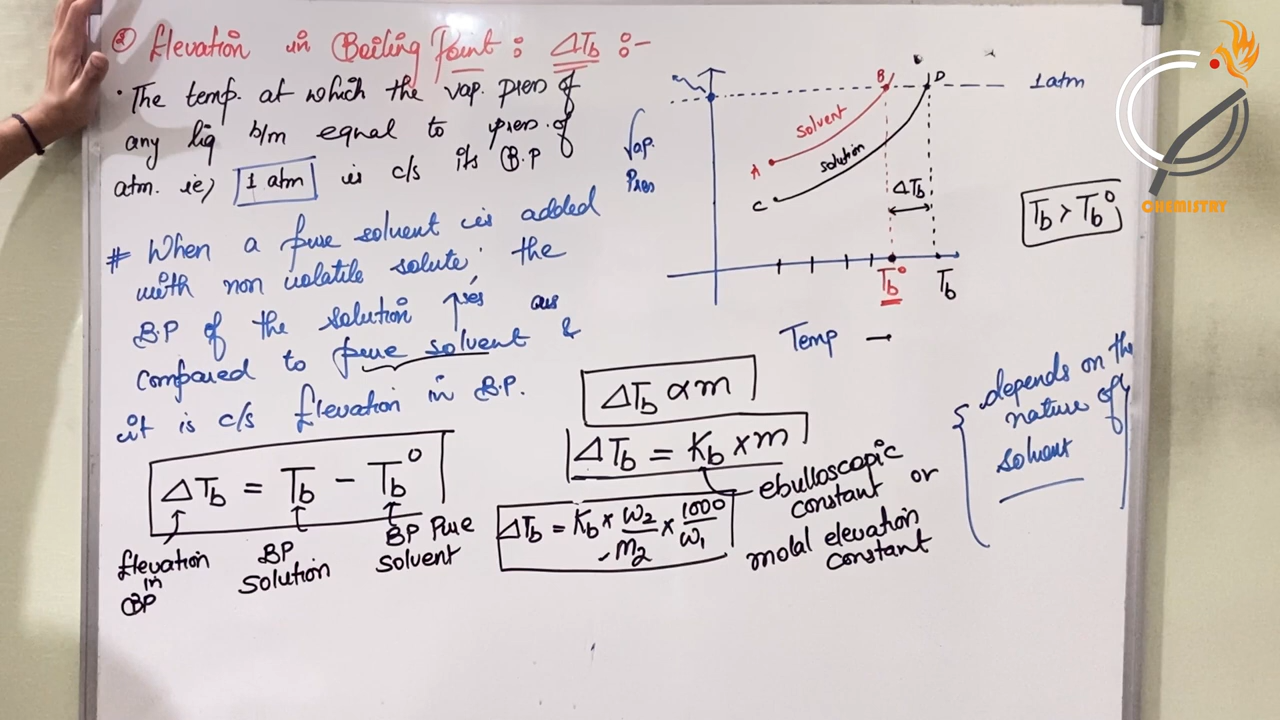 ② Elevation in Boiling Point : ΔTb :-
· The temp. at which the vap. pres of
any liq b/m equal to pres. of
atm. ie, 1 atm is c/s its B.P
# When a pure solvent is added
with non volatile solute, the
B.P of the solution ↑es as
compared to pure solvent &
it is c/s Elevation in B.P.
ΔTb = Tb - Tb°
Elevation in BP
BP solution
BP Pure solvent
Vap. Pres
1 atm
A
B
C
D
solvent
solution
ΔTb
Tb°
Tb
Temp →
Tb > Tb°
ΔTb ∝ m
ΔTb = Kb × m
ebulloscopic
constant or
molal elevation
constant
ΔTb = Kb × w2/M2 × 1000/w1
depends on the
nature of
solvent
CHEMISTRY